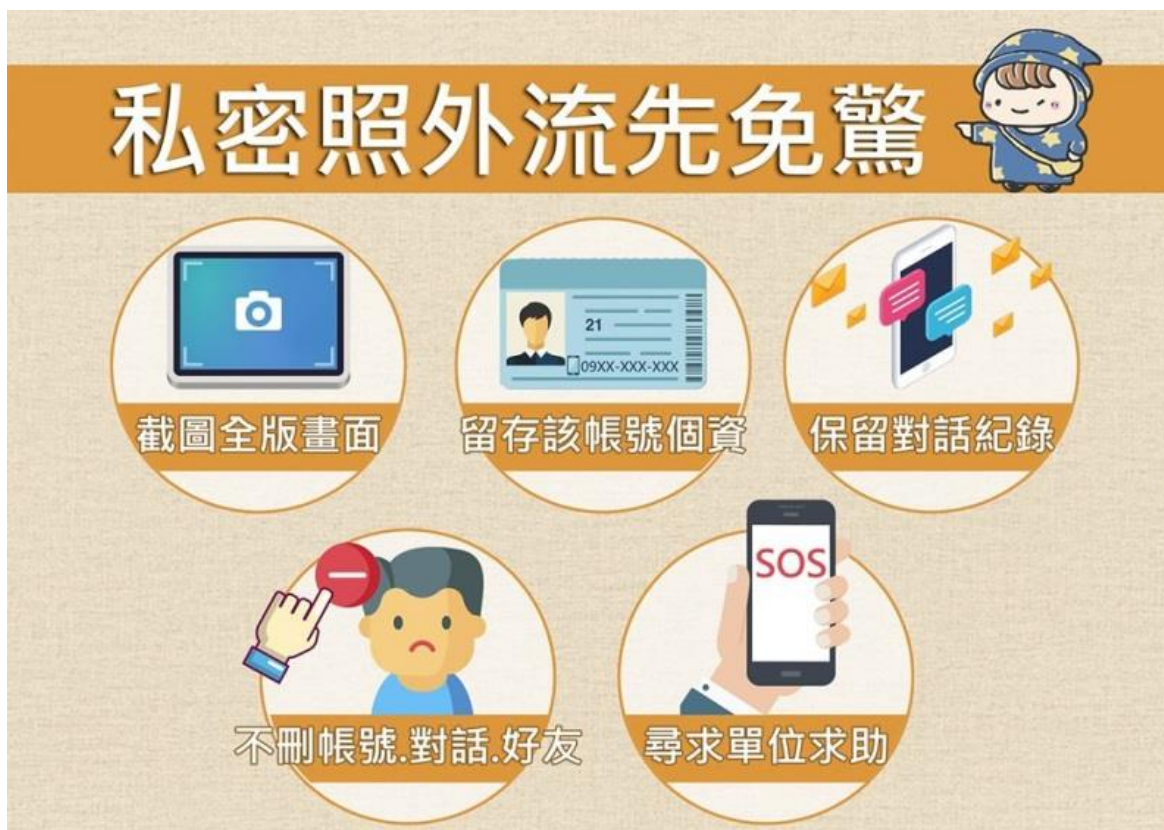 私密照外流先免驚
截圖全版畫面
21
09XX-XXX-XXX
留存該帳號個資
保留對話紀錄
不刪帳號.對話.好友
SOS
尋求單位求助